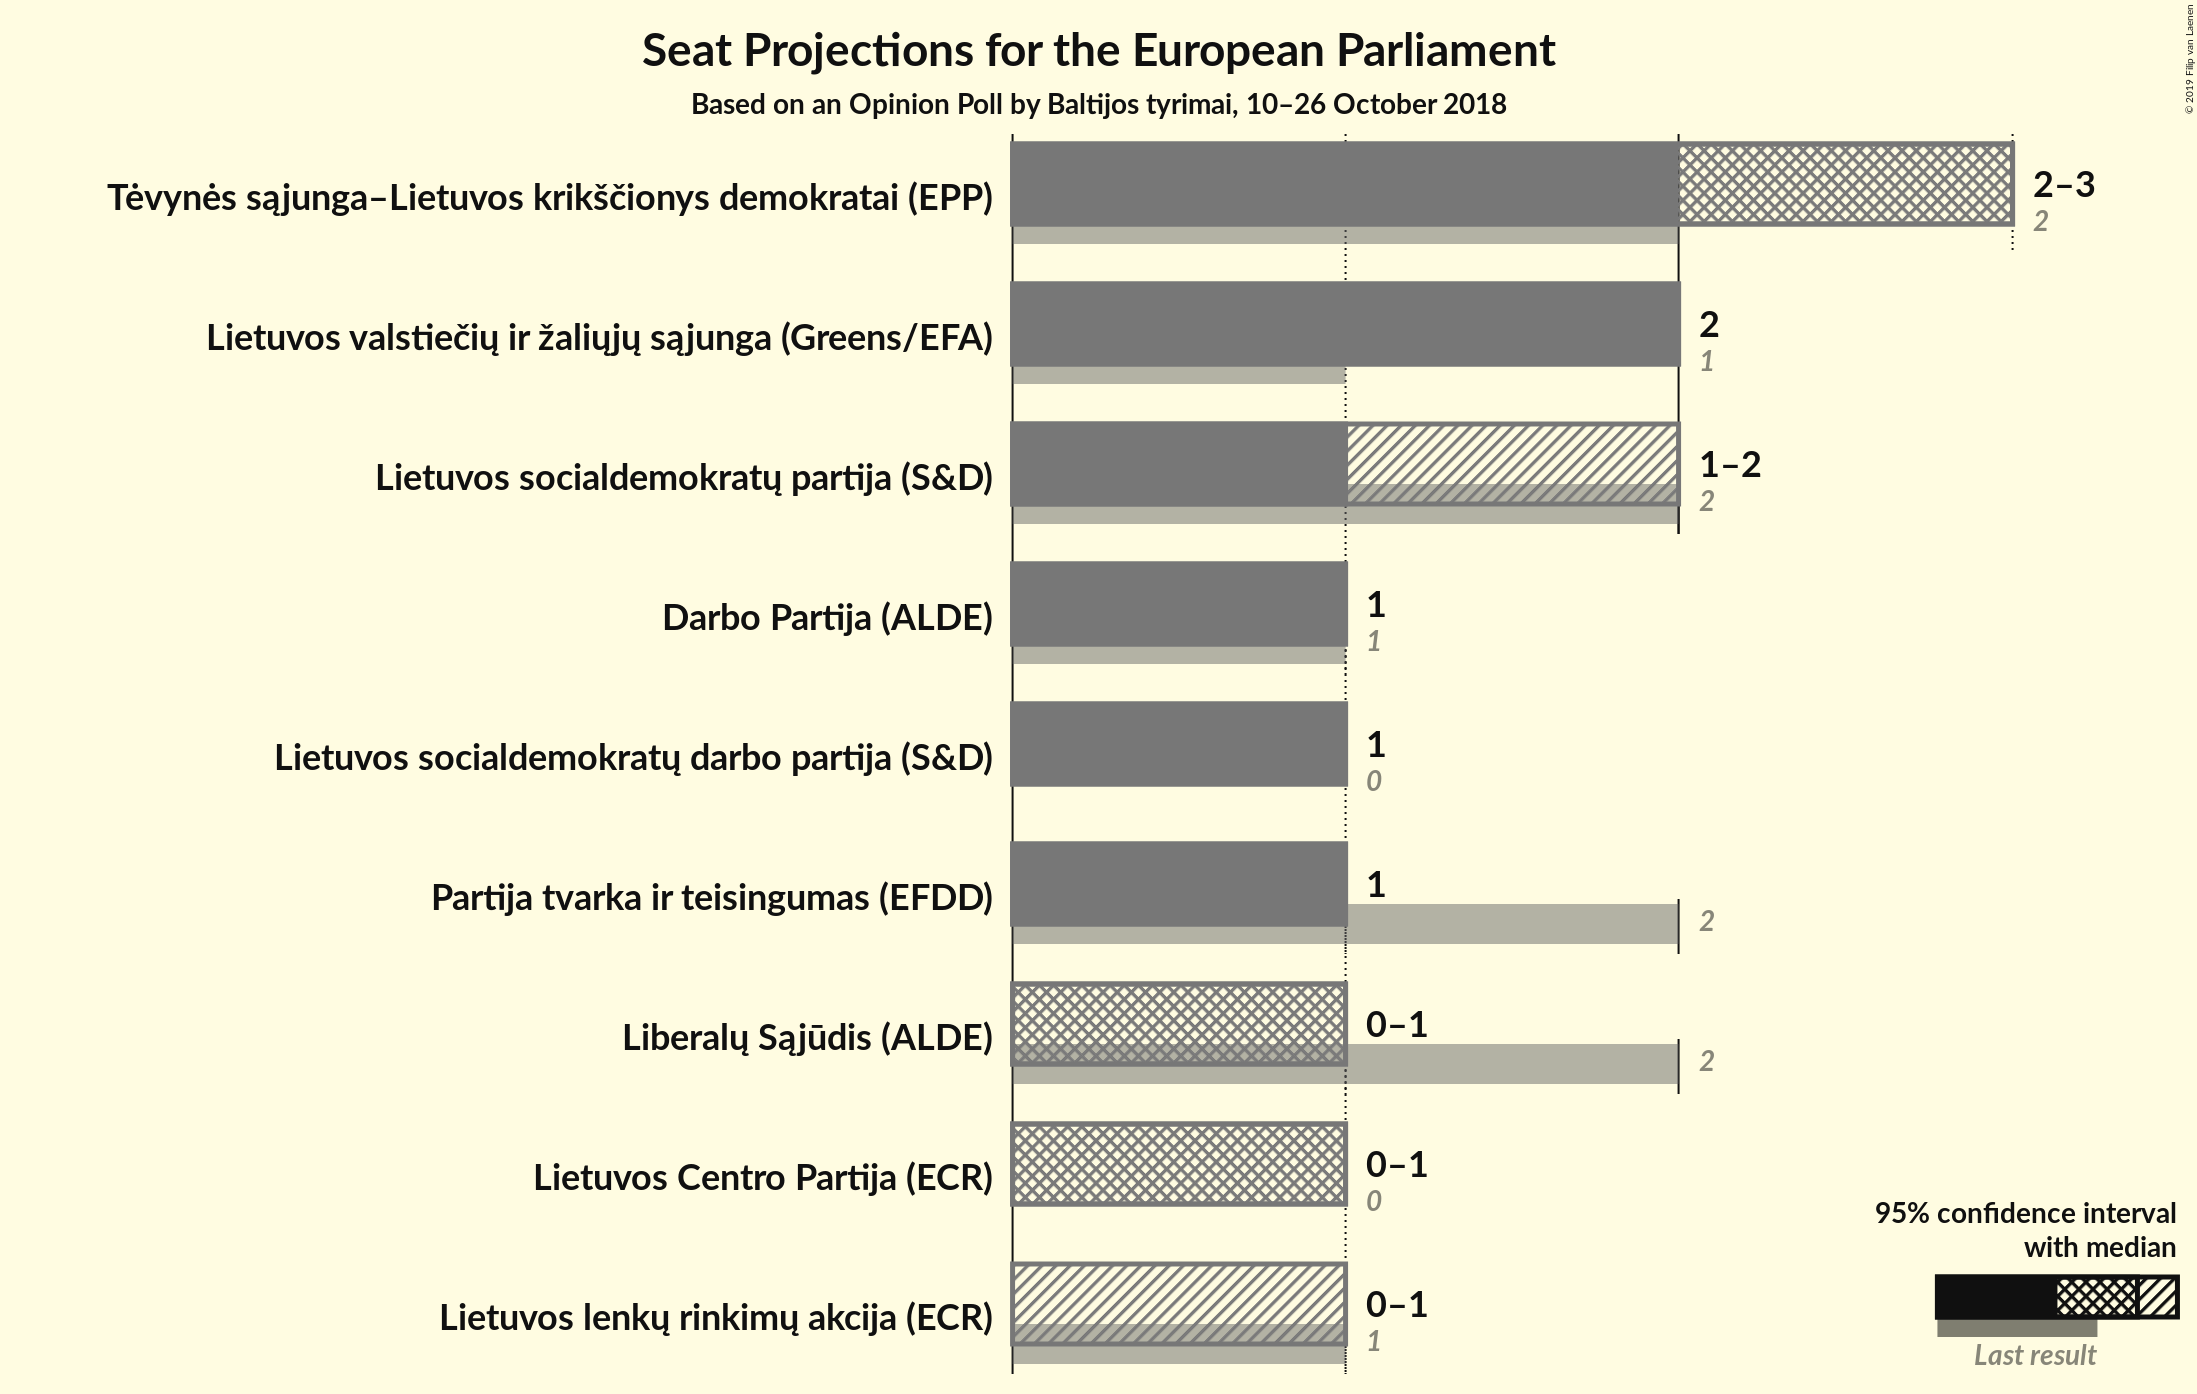 Seat Projections for the European Parliament
Based on an Opinion Poll by Baltijos tyrimai, 10–26 October 2018
© 2019 Filip van Laenen
Tėvynės sąjunga–Lietuvos krikščionys demokratai (EPP)
2–3
2
Lietuvos valstiečių ir žaliųjų sąjunga (Greens/EFA)
2
1
Lietuvos socialdemokratų partija (S&D)
1–2
2
Darbo Partija (ALDE)
1
1
Lietuvos socialdemokratų darbo partija (S&D)
1
0
Partija tvarka ir teisingumas (EFDD)
1
2
Liberalų Sąjūdis (ALDE)
0–1
2
Lietuvos Centro Partija (ECR)
0–1
0
Lietuvos lenkų rinkimų akcija (ECR)
0–1
1
95% confidence interval
with median
Last result